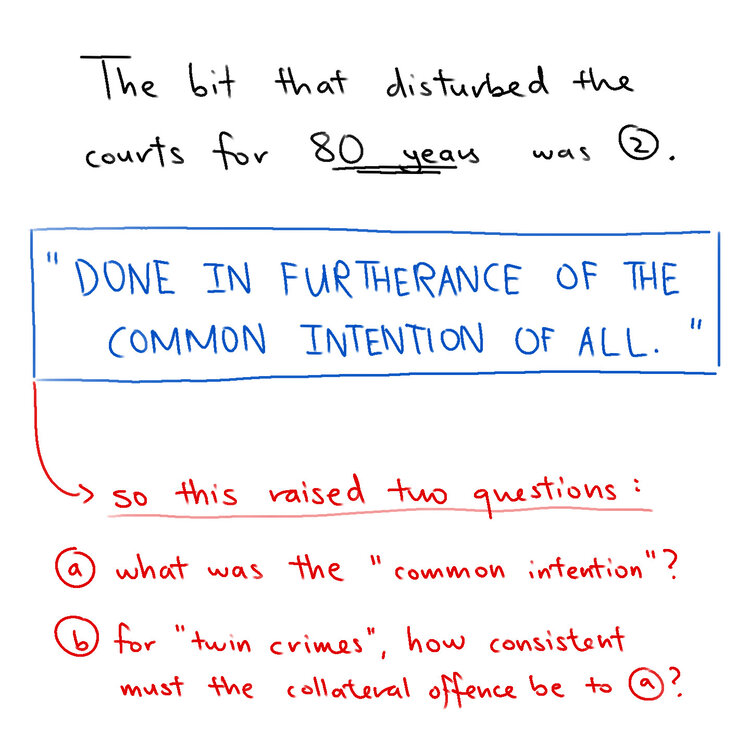 The bit that disturbed the
courts for 80 years was ②.
"DONE IN FURTHERANCE OF THE
COMMON INTENTION OF ALL."
so this raised two questions:
ⓐ what was the "common intention"?
ⓑ for "twin crimes", how consistent
must the collateral offence be to ⓐ?